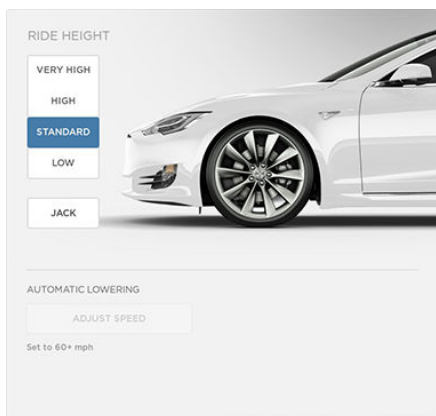 RIDE HEIGHT
VERY HIGH
HIGH
STANDARD
LOW
JACK
AUTOMATIC LOWERING
ADJUST SPEED
Set to 60+ mph